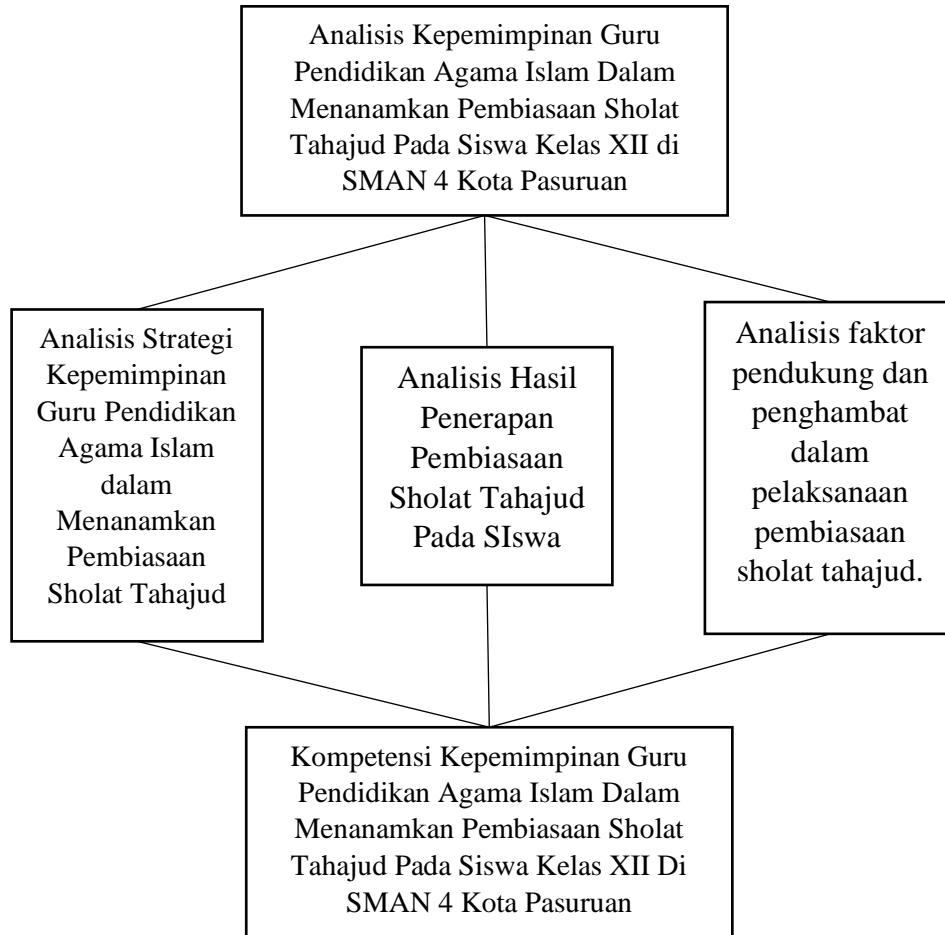 Analisis Kepemimpinan Guru
Pendidikan Agama Islam Dalam
Menanamkan Pembiasaan Sholat
Tahajud Pada Siswa Kelas XII di
SMAN 4 Kota Pasuruan
Analisis Strategi
Kepemimpinan
Guru Pendidikan
Agama Islam
dalam
Menanamkan
Pembiasaan
Sholat Tahajud
Analisis Hasil
Penerapan
Pembiasaan
Sholat Tahajud
Pada SIswa
Analisis faktor
pendukung dan
penghambat
dalam
pelaksanaan
pembiasaan
sholat tahajud.
Kompetensi Kepemimpinan Guru
Pendidikan Agama Islam Dalam
Menanamkan Pembiasaan Sholat
Tahajud Pada Siswa Kelas XII Di
SMAN 4 Kota Pasuruan